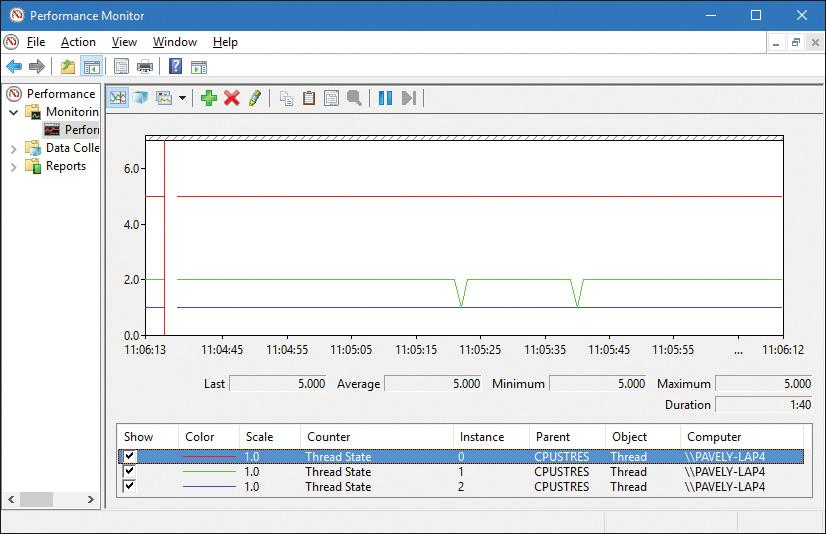 Performance Monitor
File Action View Window Help
Performance
Monitorin
Perforn
Data Colle
Reports
6.0
4.0
2.0
0.0
11:06:13 11:04:45 11:04:55 11:05:05 11:05:15 11:05:25 11:05:35 11:05:45 11:05:55 ... 11:06:12
Last 5.000 Average 5.000 Minimum 5.000 Maximum 5.000
Duration 1:40
Show Color Scale Counter Instance Parent Object Computer
1.0 Thread State 0 CPUSTRES Thread \\PAVELY-LAP4
1.0 Thread State 1 CPUSTRES Thread \\PAVELY-LAP4
1.0 Thread State 2 CPUSTRES Thread \\PAVELY-LAP4